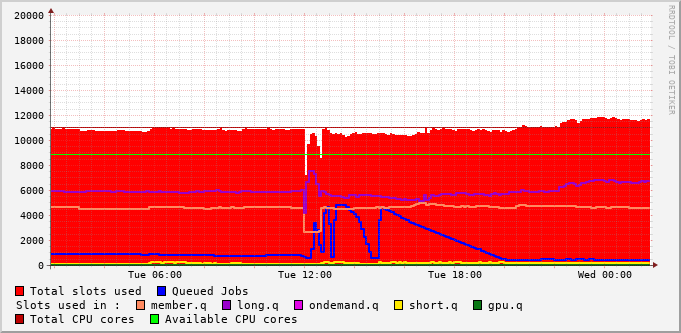 20000
18000
16000
14000
12000
10000
8000
6000
4000
2000
0
Tue 06:00 Tue 12:00 Tue 18:00 Wed 00:00
Total slots used Queued Jobs
Slots used in : member.q long.q ondemand.q short.q gpu.q
Total CPU cores Available CPU cores
RRDTOOL / TOBI OETIKER